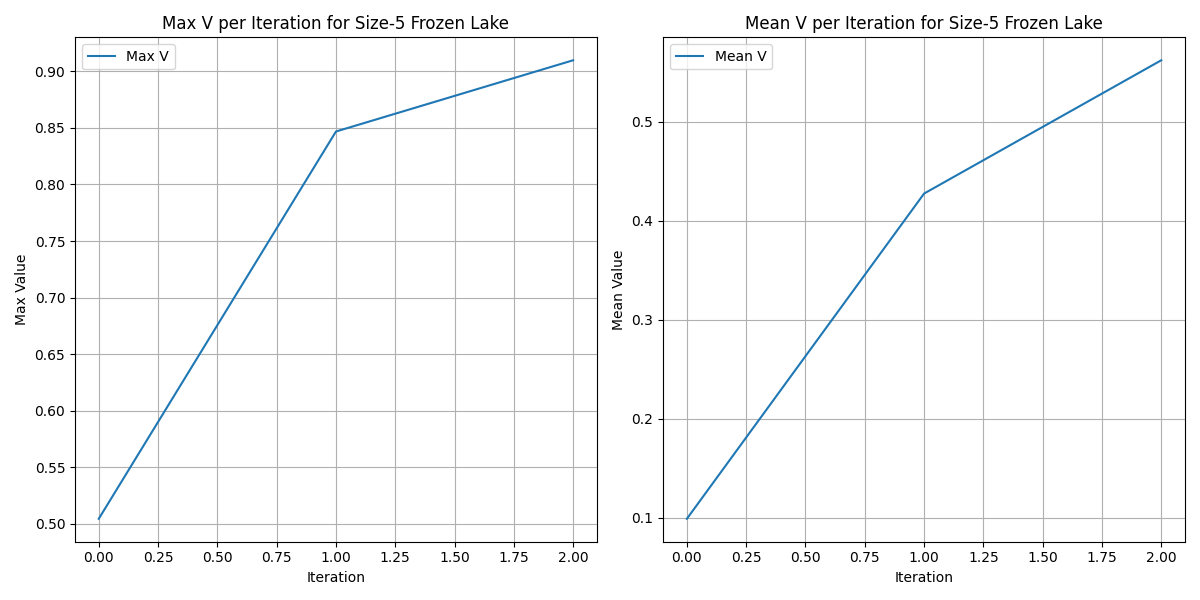 Max V per Iteration for Size-5 Frozen Lake
Max V
Max Value
0.90
0.85
0.80
0.75
0.70
0.65
0.60
0.55
0.50
0.00 0.25 0.50 0.75 1.00 1.25 1.50 1.75 2.00
Iteration
Mean V per Iteration for Size-5 Frozen Lake
Mean V
Mean Value
0.5
0.4
0.3
0.2
0.1
0.00 0.25 0.50 0.75 1.00 1.25 1.50 1.75 2.00
Iteration